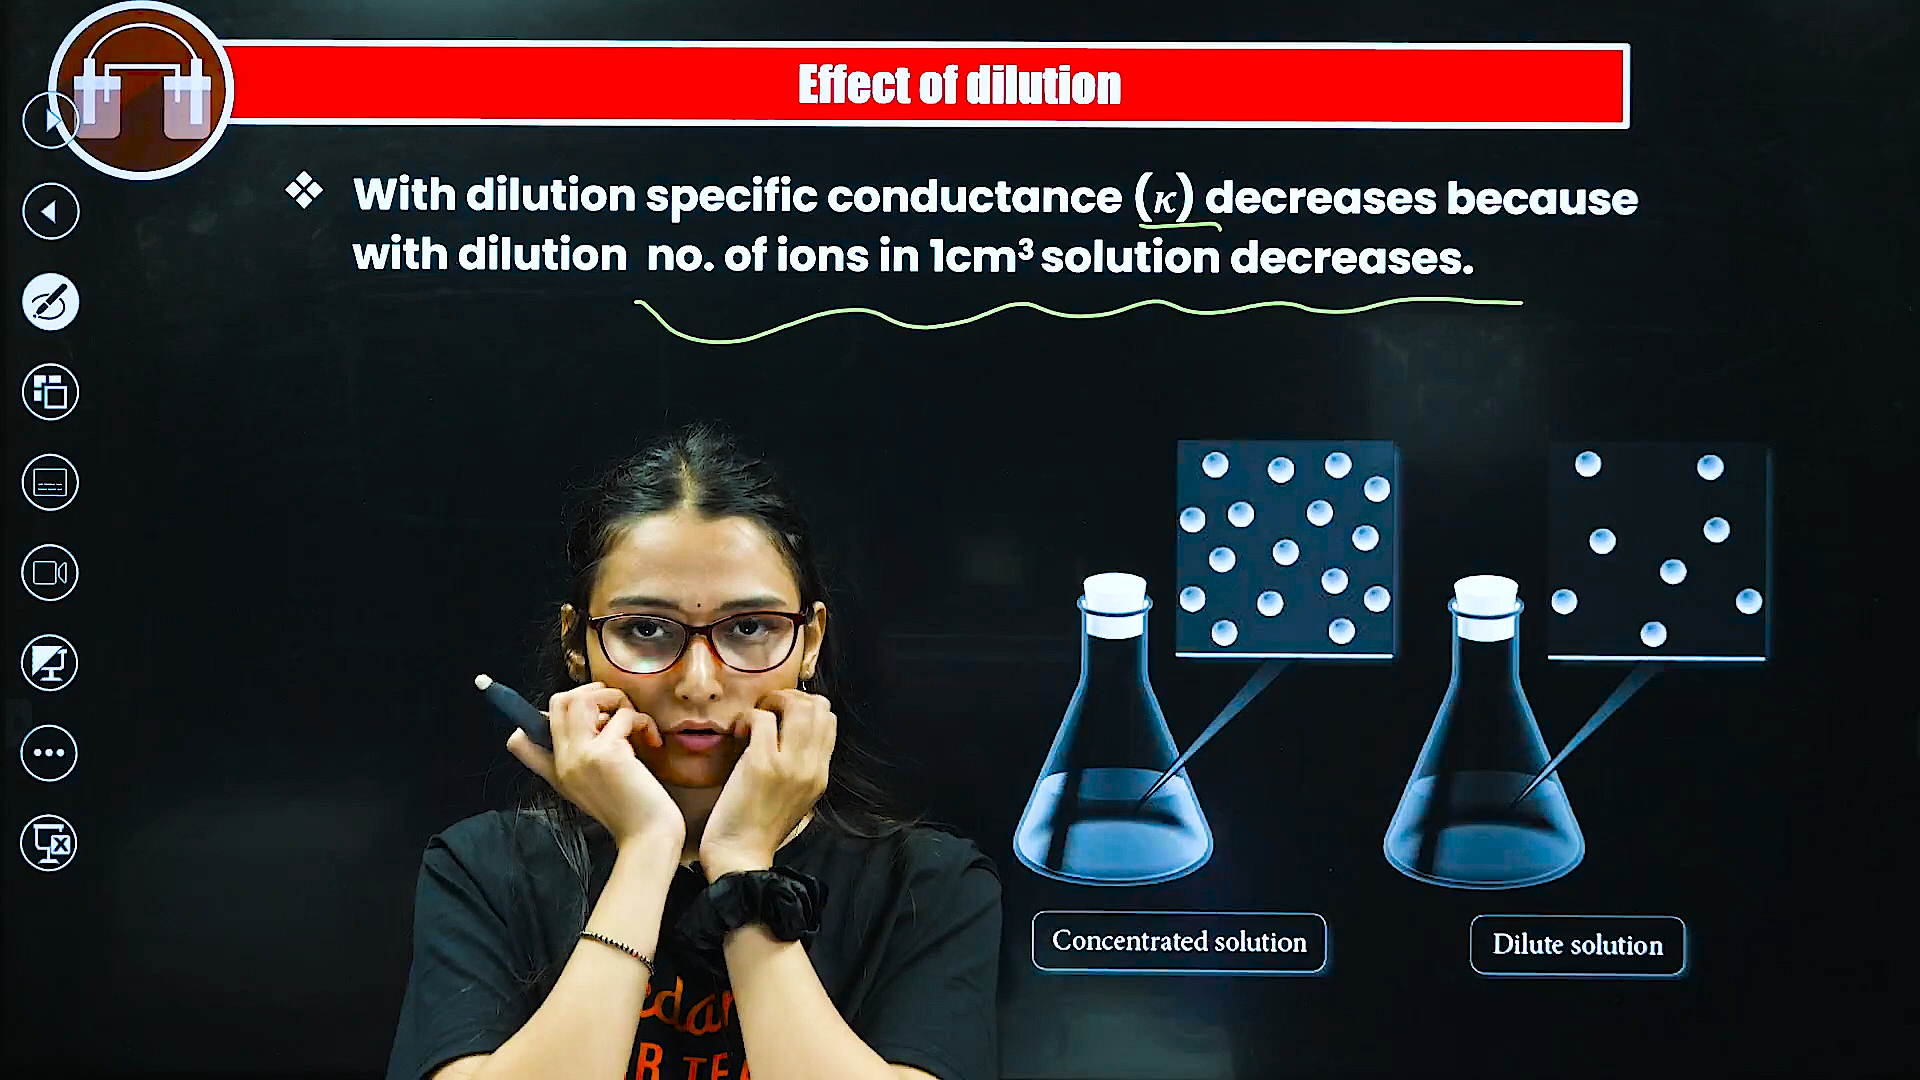 Effect of dilution
❖ With dilution specific conductance (κ) decreases because
with dilution no. of ions in 1cm³ solution decreases.
Concentrated solution
Dilute solution